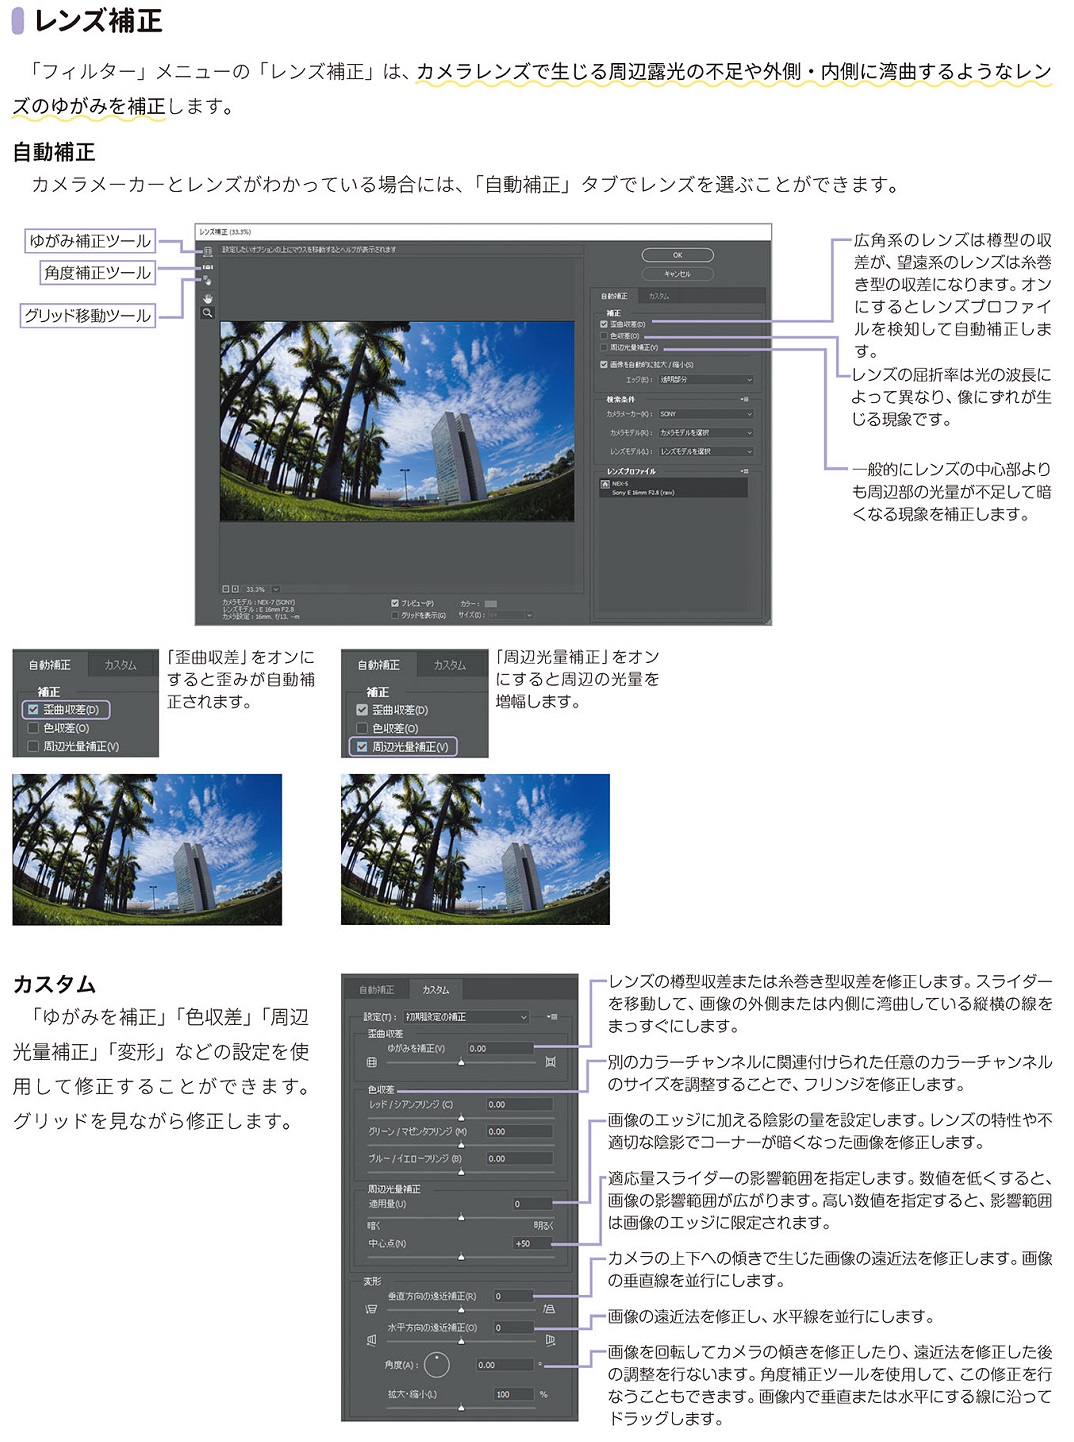 レンズ補正
「フィルター」メニューの「レンズ補正」は、カメラレンズで生じる周辺露光の不足や外側・内側に湾曲するようなレン
ズのゆがみを補正します。
自動補正
カメラメーカーとレンズがわかっている場合には、「自動補正」タブでレンズを選ぶことができます。
ゆがみ補正ツール
角度補正ツール
グリッド移動ツール
レンズ補正 (33.3%)
設定したいオプションの上にマウスを移動するとヘルプが表示されます
OK
キャンセル
自動補正 カスタム
補正
歪曲収差(D)
色収差(O)
周辺光量補正(V)
画像を自動的に拡大 / 縮小(S)
エッジ(E): 透明部分
検索条件
カメラメーカー(K): SONY
カメラモデル(R): カメラモデルを選択
レンズモデル(L): レンズモデルを選択
レンズプロファイル
NEX-5
Sony E 16mm F2.8 (raw)
33.3%
カメラモデル : NEX-7 (SONY)
レンズモデル : E 16mm F2.8
カメラ設定 : 16mm, f/13, --m
プレビュー(P) カラー :
グリッドを表示(G) サイズ(I) :
広角系のレンズは樽型の収
差が、望遠系のレンズは糸巻
き型の収差になります。オン
にするとレンズプロファイ
ルを検知して自動補正しま
す。
レンズの屈折率は光の波長に
よって異なり、像にずれが生
じる現象です。
一般的にレンズの中心部より
も周辺部の光量が不足して暗
くなる現象を補正します。
自動補正 カスタム
補正
歪曲収差(D)
色収差(O)
周辺光量補正(V)
「歪曲収差」をオンに
すると歪みが自動補
正されます。
自動補正 カスタム
補正
歪曲収差(D)
色収差(O)
周辺光量補正(V)
「周辺光量補正」をオン
にすると周辺の光量を
増幅します。
カスタム
「ゆがみを補正」「色収差」「周辺
光量補正」「変形」などの設定を使
用して修正することができます。
グリッドを見ながら修正します。
自動補正 カスタム
設定(T): 初期設定の補正
歪曲収差
ゆがみを補正(V) 0.00
色収差
レッド / シアンフリンジ (C) 0.00
グリーン / マゼンタフリンジ (M) 0.00
ブルー / イエローフリンジ (B) 0.00
周辺光量補正
適用量(U) 0
暗く 明るく
中心点(N) +50
変形
垂直方向の遠近補正(R) 0
水平方向の遠近補正(O) 0
角度(A): 0.00 °
拡大・縮小(L) 100 %
レンズの樽型収差または糸巻き型収差を修正します。スライダー
を移動して、画像の外側または内側に湾曲している縦横の線を
まっすぐにします。
別のカラーチャンネルに関連付けられた任意のカラーチャンネル
のサイズを調整することで、フリンジを修正します。
画像のエッジに加える陰影の量を設定します。レンズの特性や不
適切な陰影でコーナーが暗くなった画像を修正します。
適応量スライダーの影響範囲を指定します。数値を低くすると、
画像の影響範囲が広がります。高い数値を指定すると、影響範囲
は画像のエッジに限定されます。
カメラの上下への傾きで生じた画像の遠近法を修正します。画像
の垂直線を並行にします。
画像の遠近法を修正し、水平線を並行にします。
画像を回転してカメラの傾きを修正したり、遠近法を修正した後
の調整を行ないます。角度補正ツールを使用して、この修正を行
なうこともできます。画像内で垂直または水平にする線に沿って
ドラッグします。